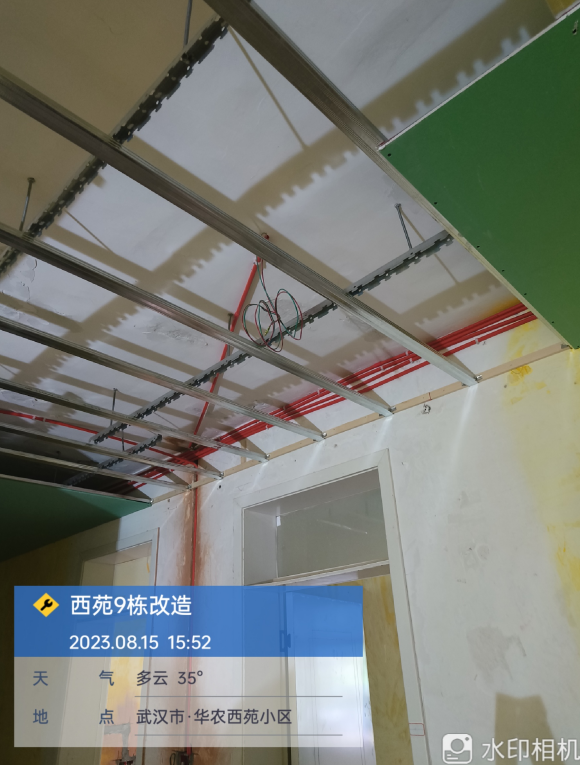 西苑9栋改造
2023.08.15 15:52
天 气 多云 35°
地 点 武汉市·华农西苑小区
水印相机